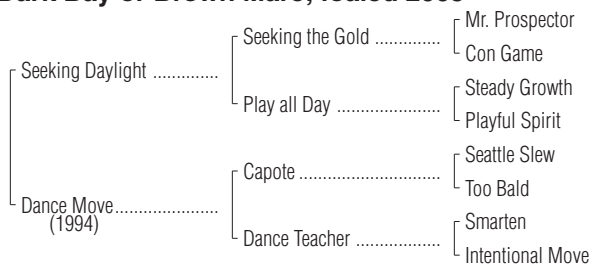 Dark Bay or Brown Mare; foaled
Mr. Prospector
Seeking the Gold ..............
Con Game
Seeking Daylight ..............
Steady Growth
Play all Day ......................
Playful Spirit
Seattle Slew
Capote ..............................
Too Bald
Dance Move......................
(1994)
Smarten
Dance Teacher ..................
Intentional Move